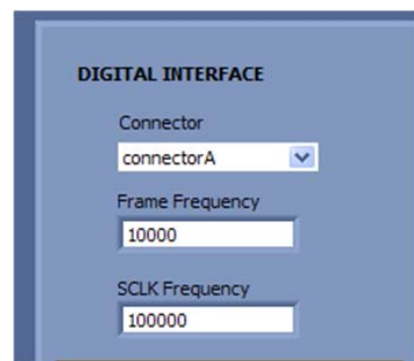 DIGITAL INTERFACE
Connector
connectorA
Frame Frequency
10000
SCLK Frequency
100000